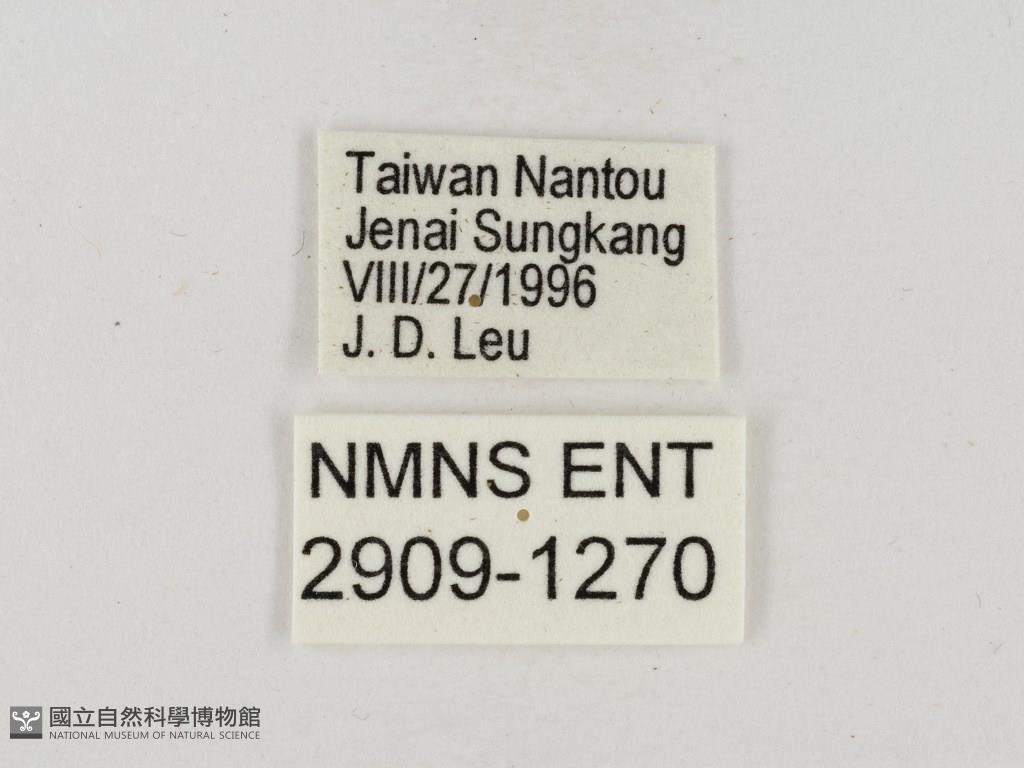 Taiwan Nantou
Jenai Sungkang
VIII/27/1996
J. D. Leu
NMNS ENT
2909-1270
國立自然科學博物館
NATIONAL MUSEUM OF NATURAL SCIENCE